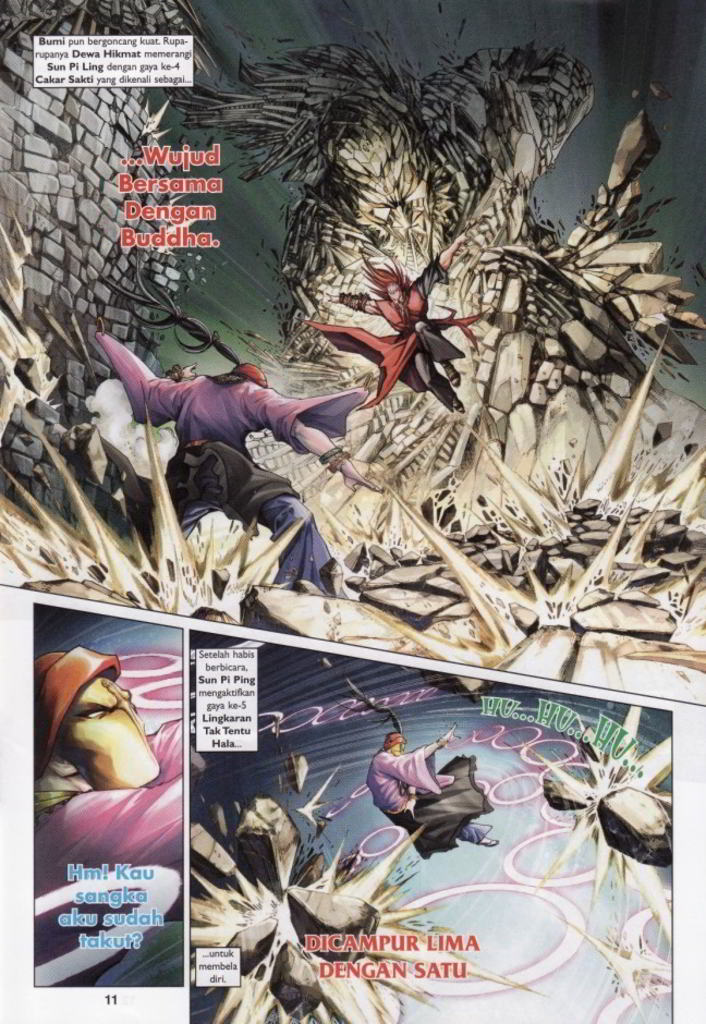 Bumi pun bergoncang kuat. Rupa-
rupanya Dewa Hikmat memerangi
Sun Pi Ling dengan gaya ke-4
Cakar Sakti yang dikenali sebagai...
...Wujud
Bersama
Dengan
Buddha.
Hm! Kau
sangka
aku sudah
takut?
Setelah habis
berbicara,
Sun Pi Ping
mengaktifkan
gaya ke-5
Lingkaran
Tak Tentu
Hala...
HU...HU...HU...
...untuk
membela
diri.
DICAMPUR LIMA
DENGAN SATU
11